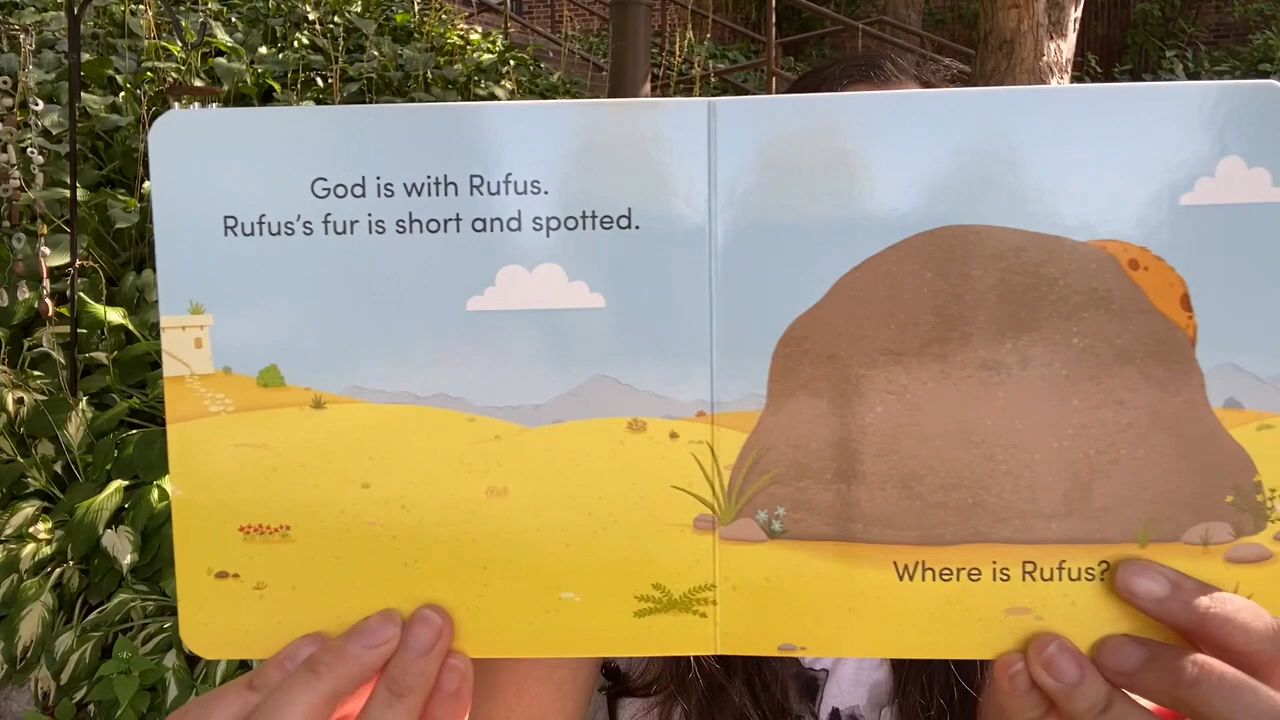 God is with Rufus.
Rufus’s fur is short and spotted.
Where is Rufus?